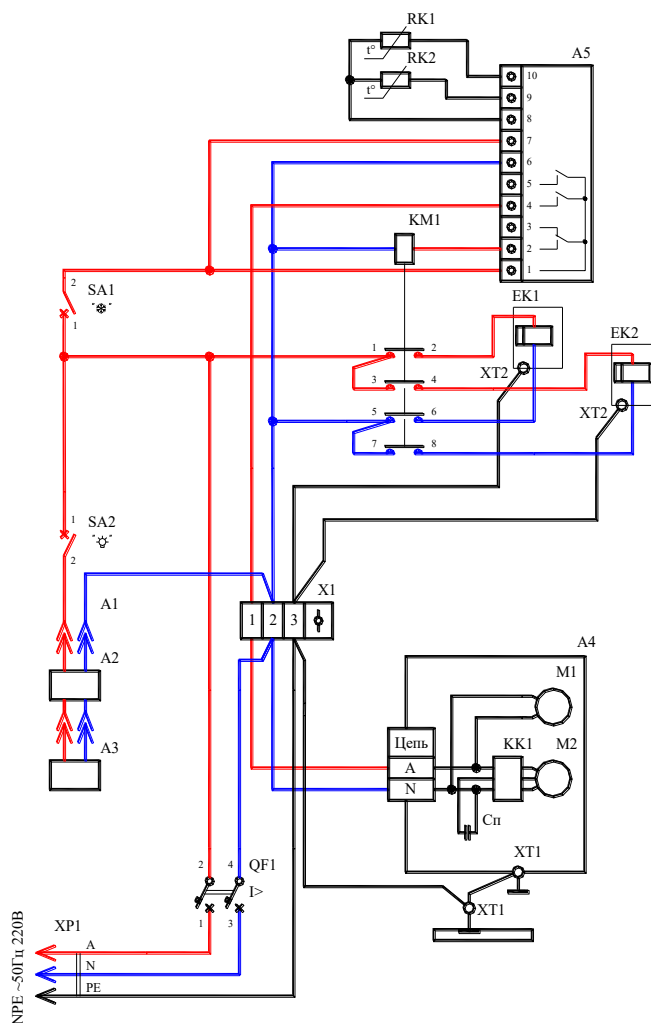 RK1
t°
RK2
t°
A5
10
9
8
7
6
5
4
3
2
1
KM1
2
SA1
1
EK1
EK2
1 2
XT2
3 4
5 6
XT2
7 8
1
SA2
2
A1
X1
1 2 3
A2
A4
M1
A3
Цепь
KK1
M2
A
N
Сп
XT1
2 4
QF1
I>
1 3
XT1
XP1
A
N
PE
NPE ~50Гц 220В